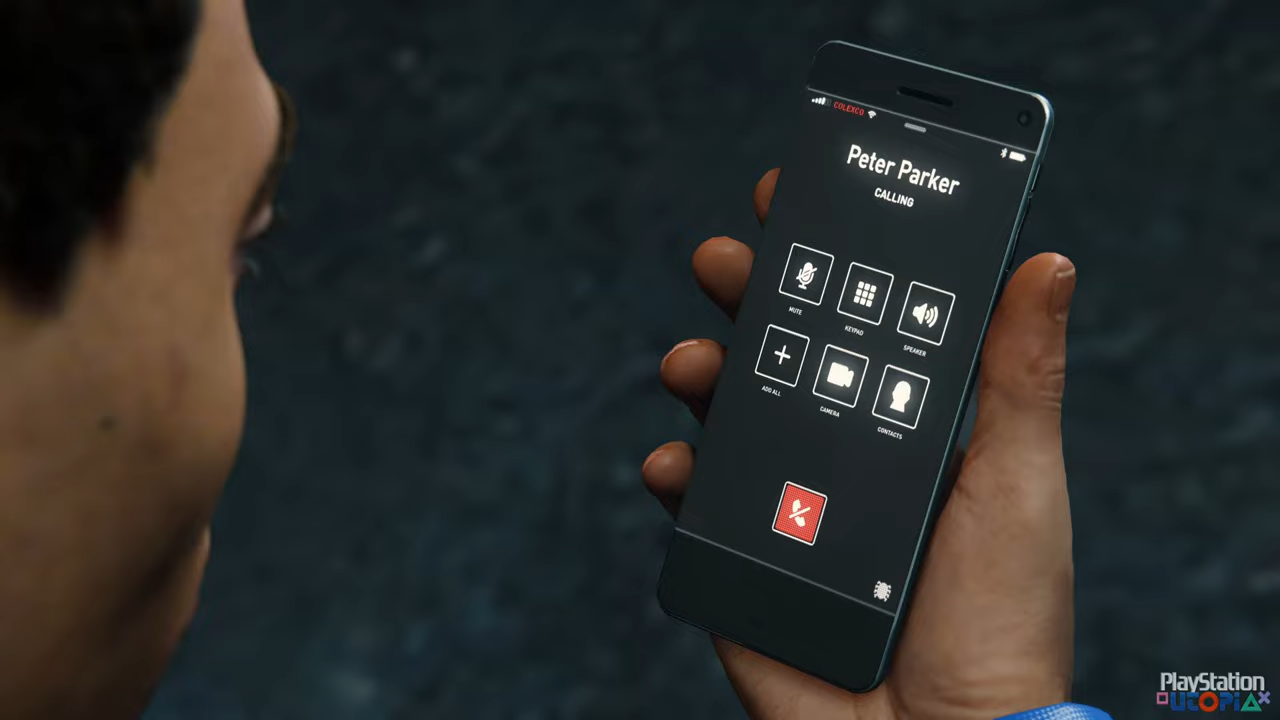 COLEXCO
Peter Parker
CALLING
MUTE
KEYPAD
SPEAKER
ADD ALL
CAMERA
CONTACTS
PlayStation
UTOPIA